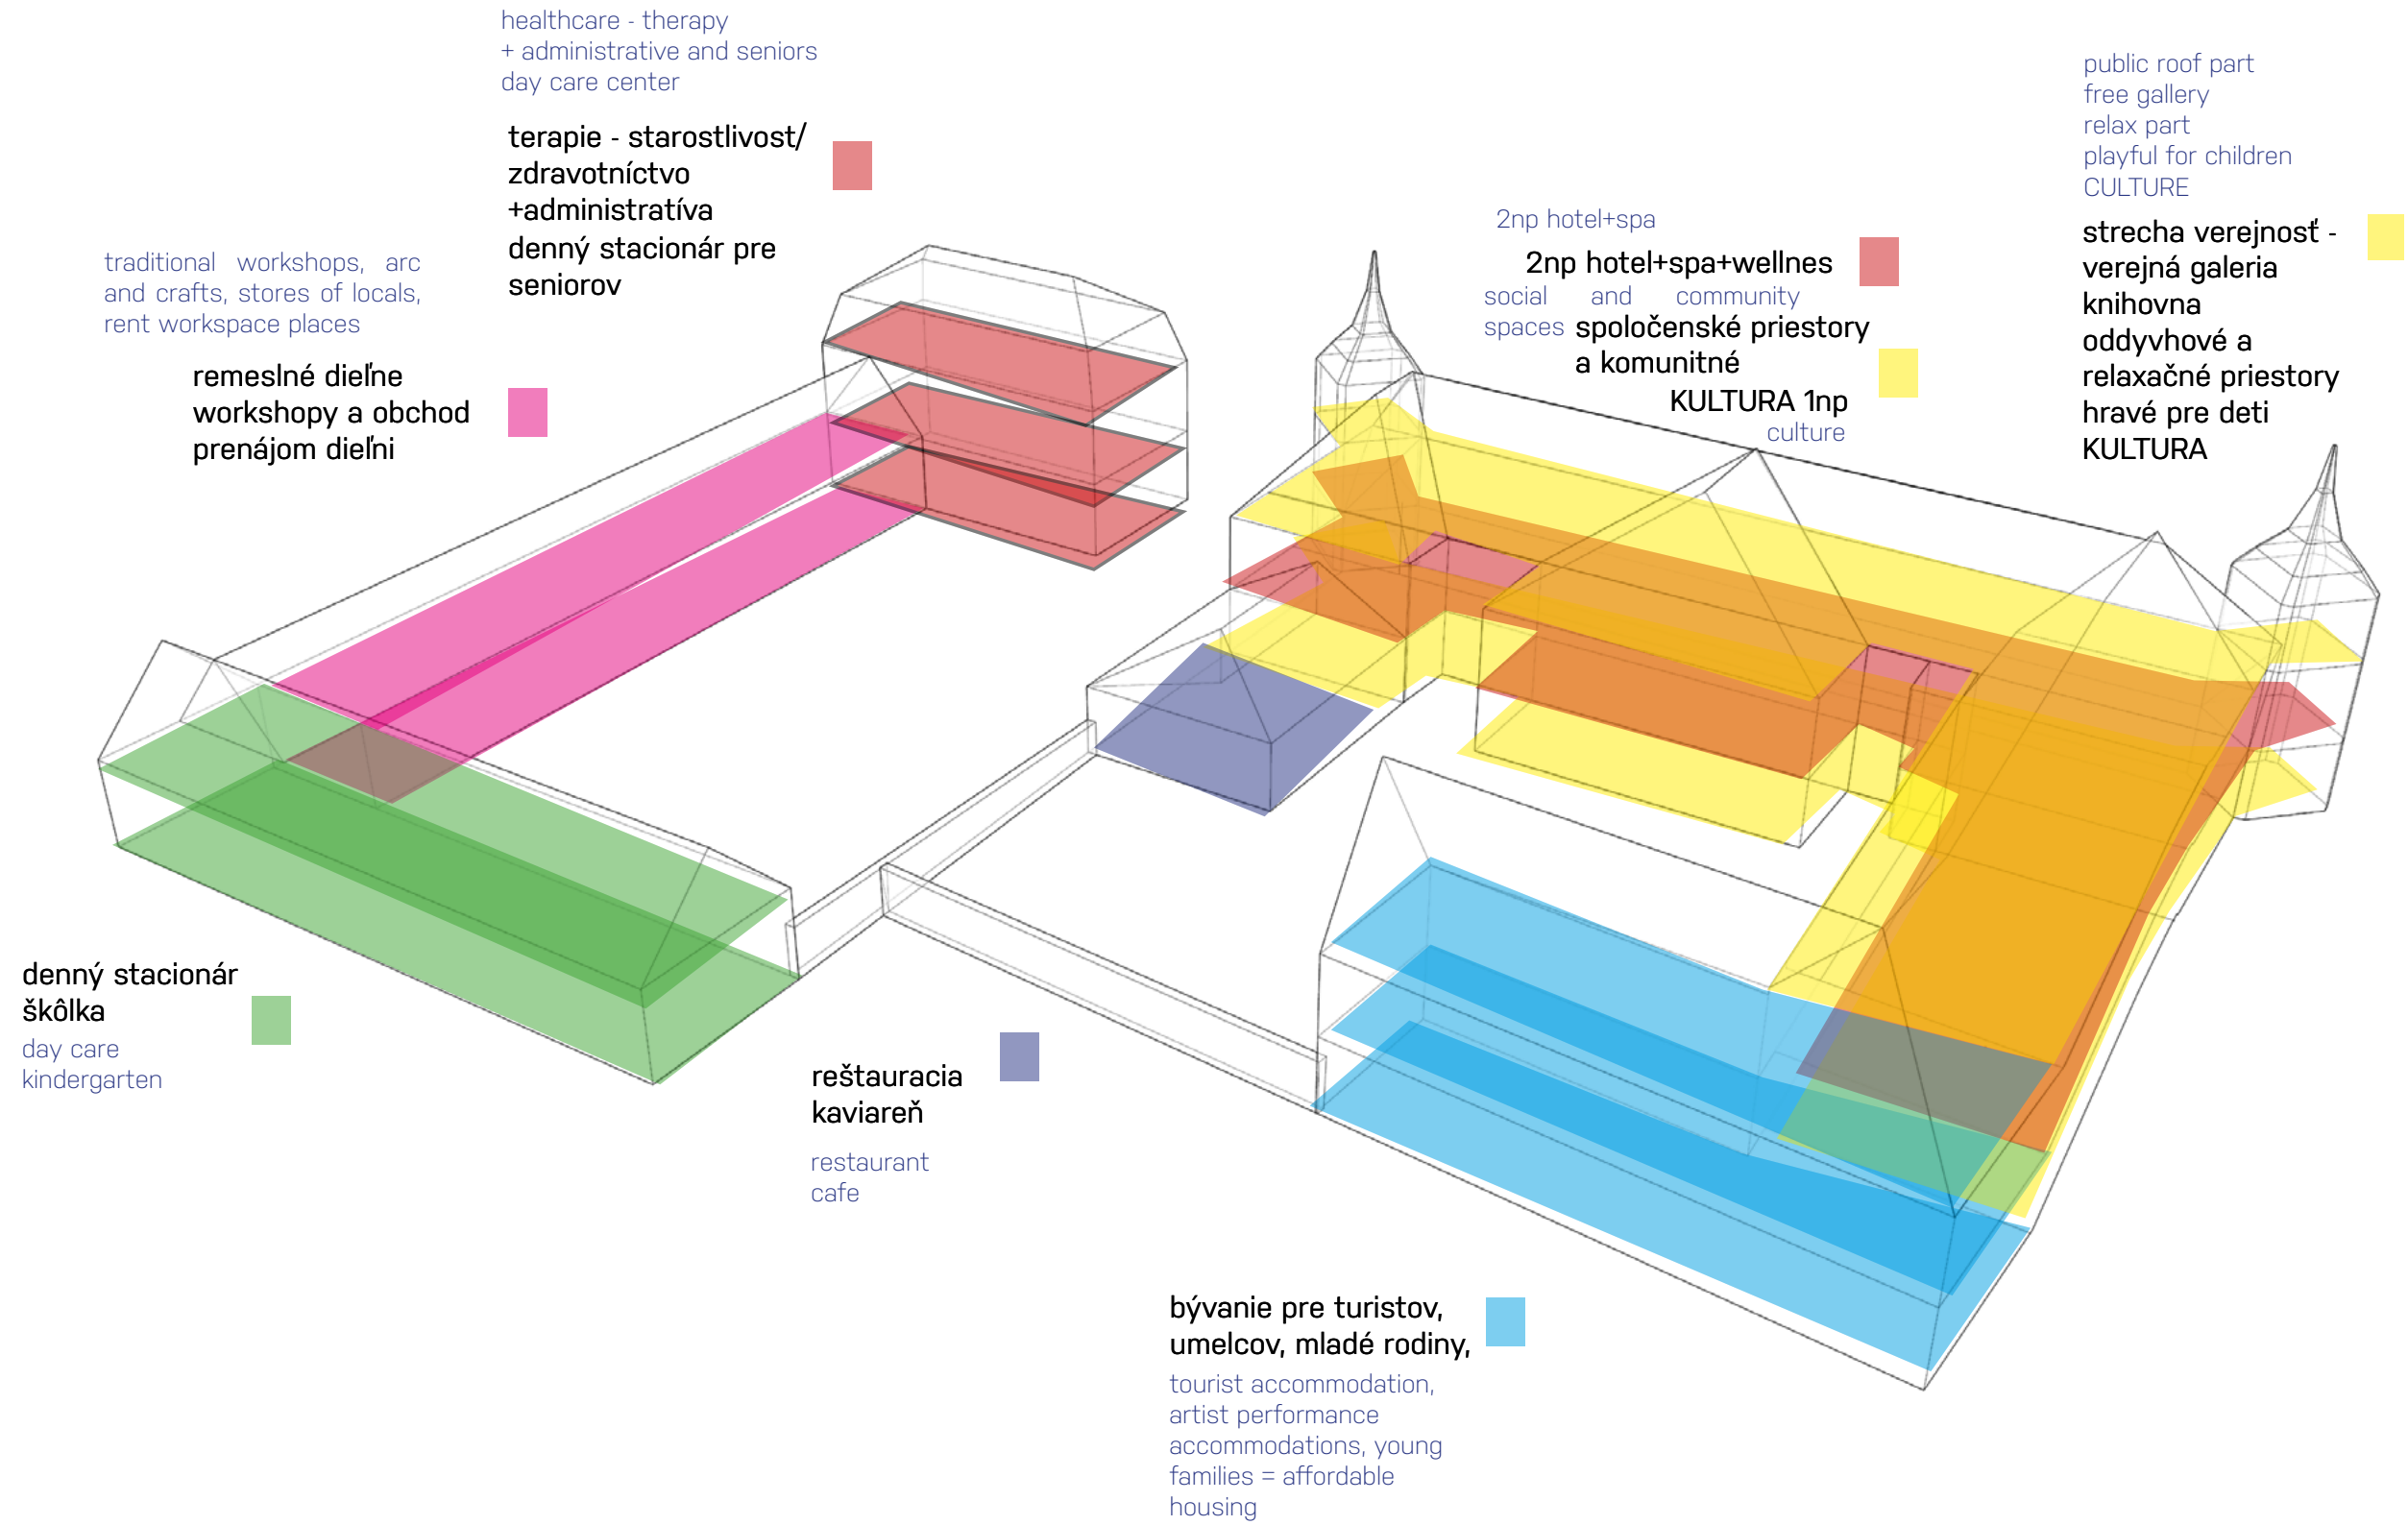 healthcare - therapy
+ administrative and seniors
day care center
terapie - starostlivost/
zdravotníctvo
+administratíva
denný stacionár pre
seniorov
traditional workshops, arc
and crafts, stores of locals,
rent workspace places
remeslné dieľne
workshopy a obchod
prenájom dieľni
2np hotel+spa
2np hotel+spa+wellnes
social and community
spaces spoločenské priestory
a komunitné
KULTURA 1np
culture
public roof part
free gallery
relax part
playful for children
CULTURE
strecha verejnosť -
verejná galeria
knihovna
oddyvhové a
relaxačné priestory
hravé pre deti
KULTURA
denný stacionár
škôlka
day care
kindergarten
reštauracia
kaviareň
restaurant
cafe
bývanie pre turistov,
umelcov, mladé rodiny,
tourist accommodation,
artist performance
accommodations, young
families = affordable
housing